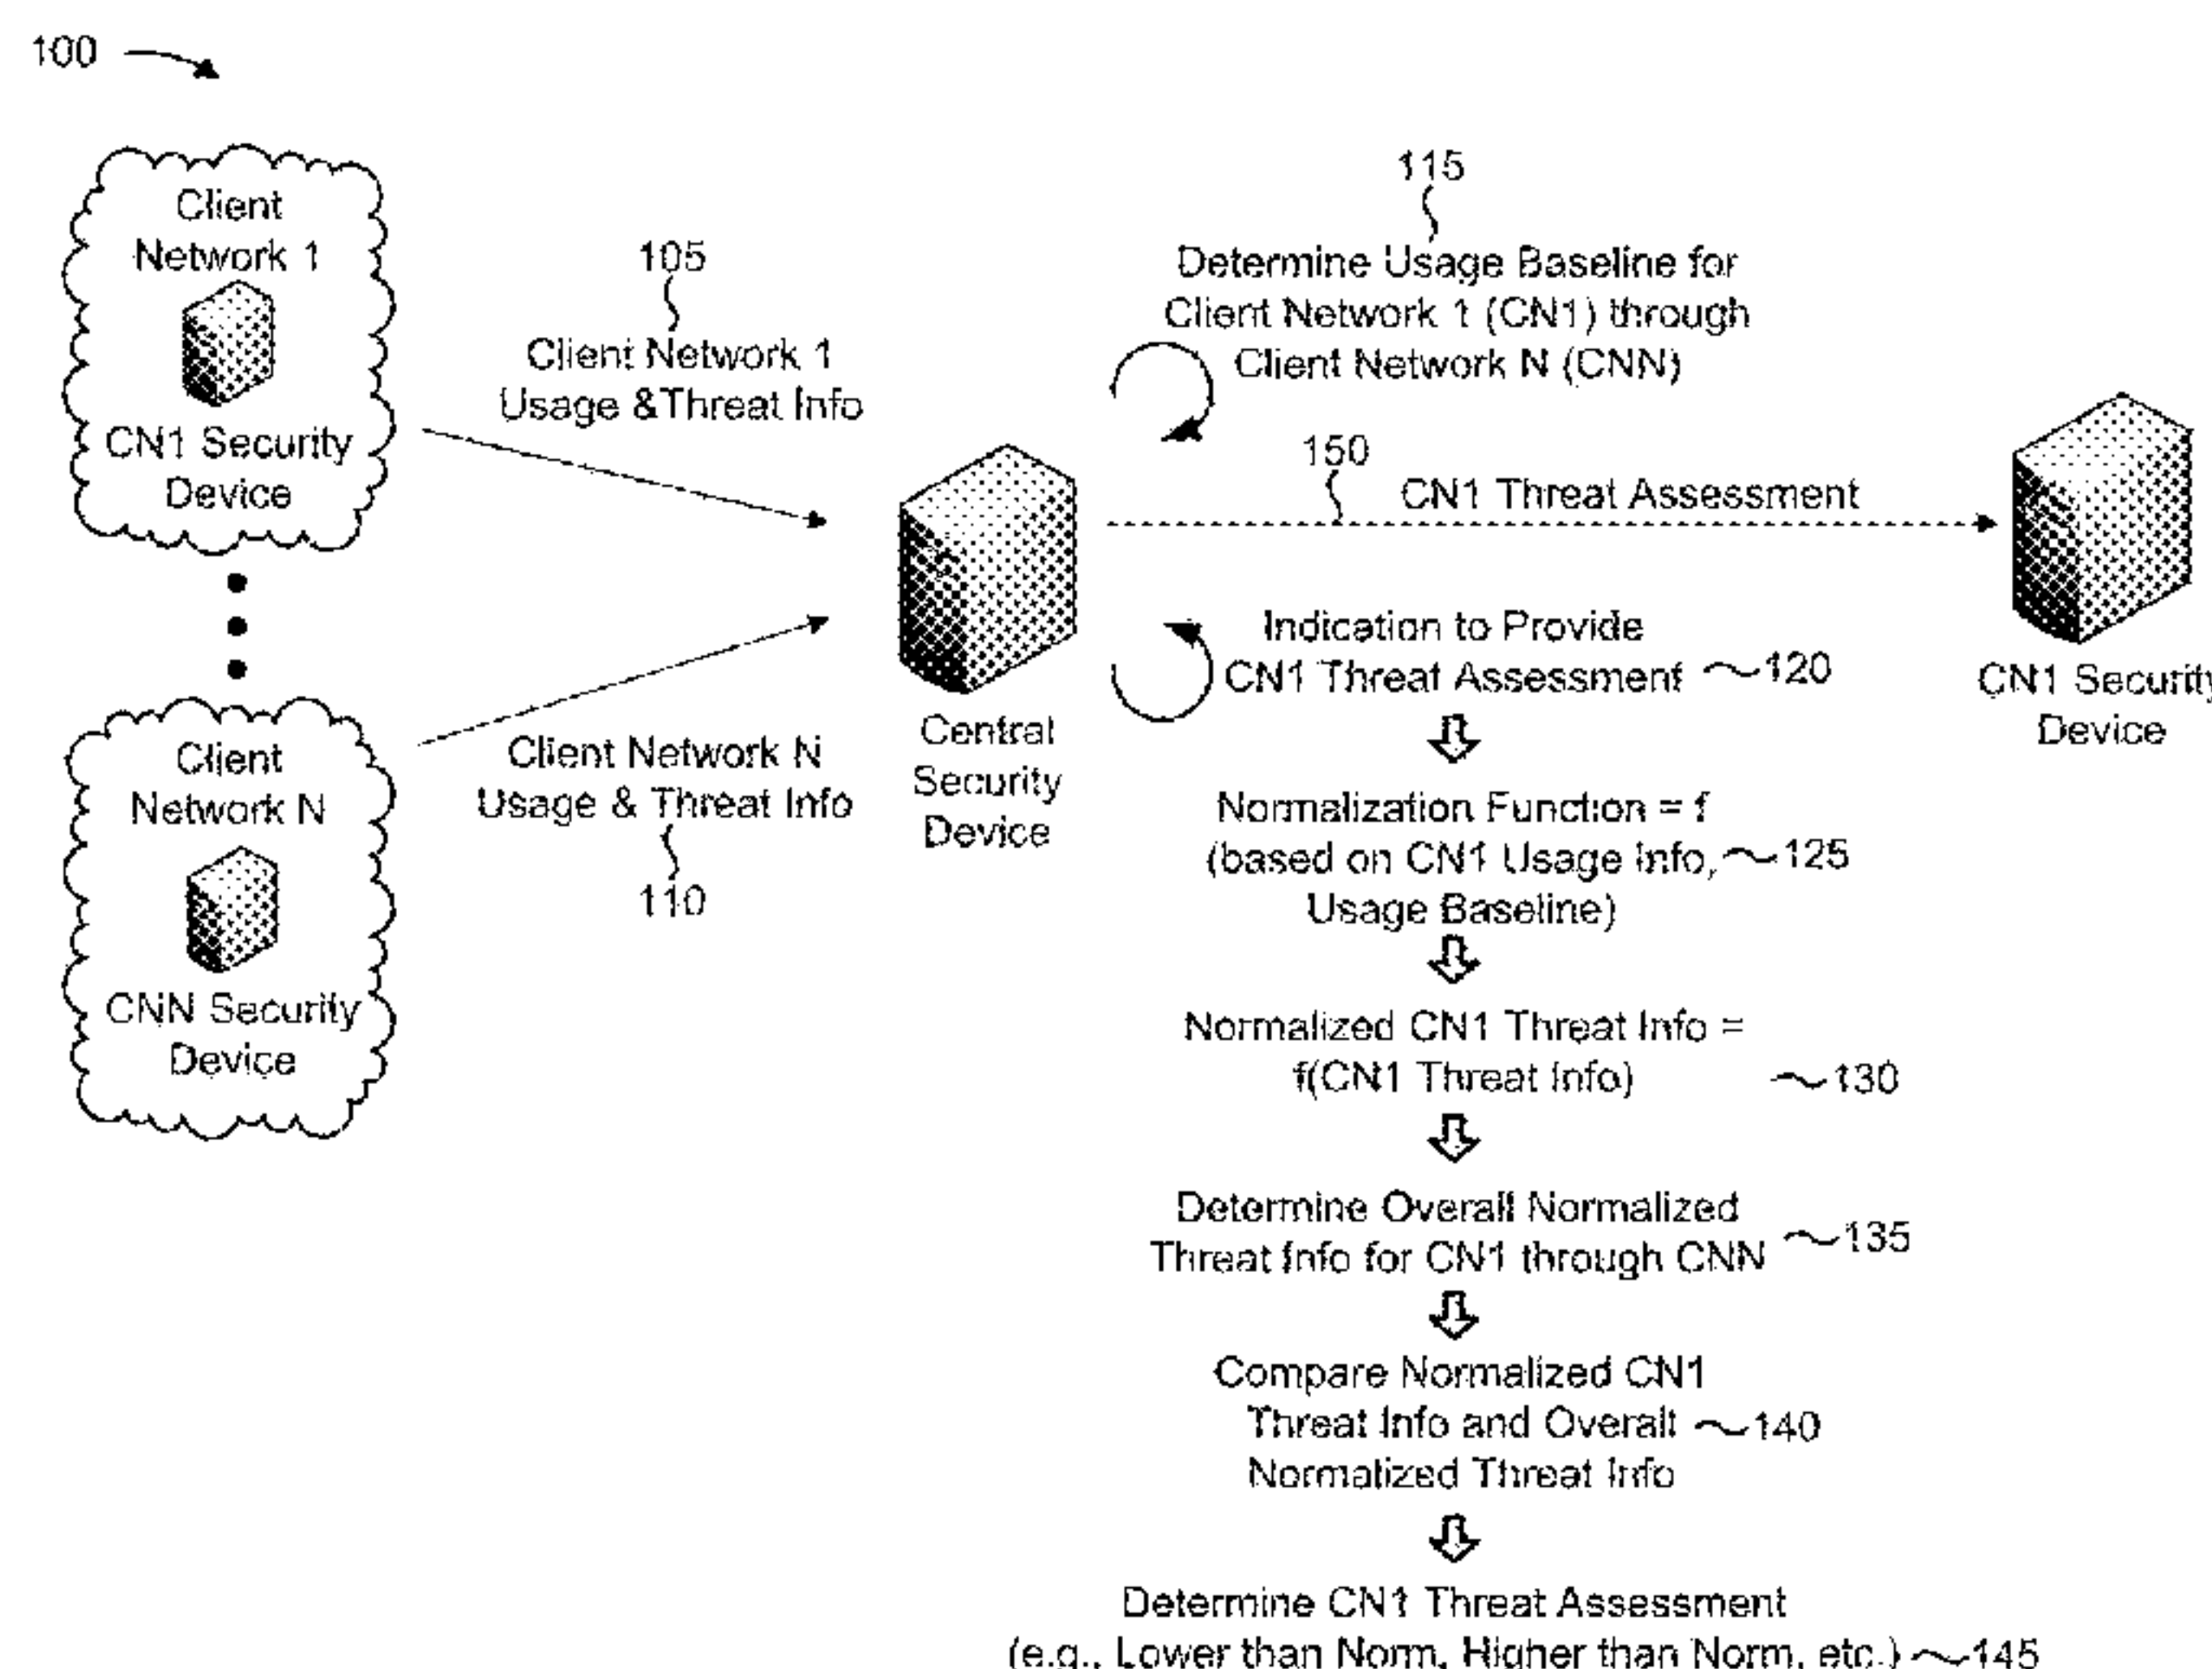 100
Client
Network 1
CN1 Security
Device
Client
Network N
CNN Security
Device
105
Client Network 1
Usage &Threat Info
Client Network N
Usage & Threat Info
110
Central
Security
Device
115
Determine Usage Baseline for
Client Network 1 (CN1) through
Client Network N (CNN)
150
CN1 Threat Assessment
CN1 Security
Device
Indication to Provide
CN1 Threat Assessment 120
Normalization Function = f
(based on CN1 Usage Info, 125
Usage Baseline)
Normalized CN1 Threat Info =
f(CN1 Threat Info) 130
Determine Overall Normalized
Threat Info for CN1 through CNN 135
Compare Normalized CN1
Threat Info and Overall 140
Normalized Threat Info
Determine CN1 Threat Assessment
(e.g., Lower than Norm, Higher than Norm, etc.) 145